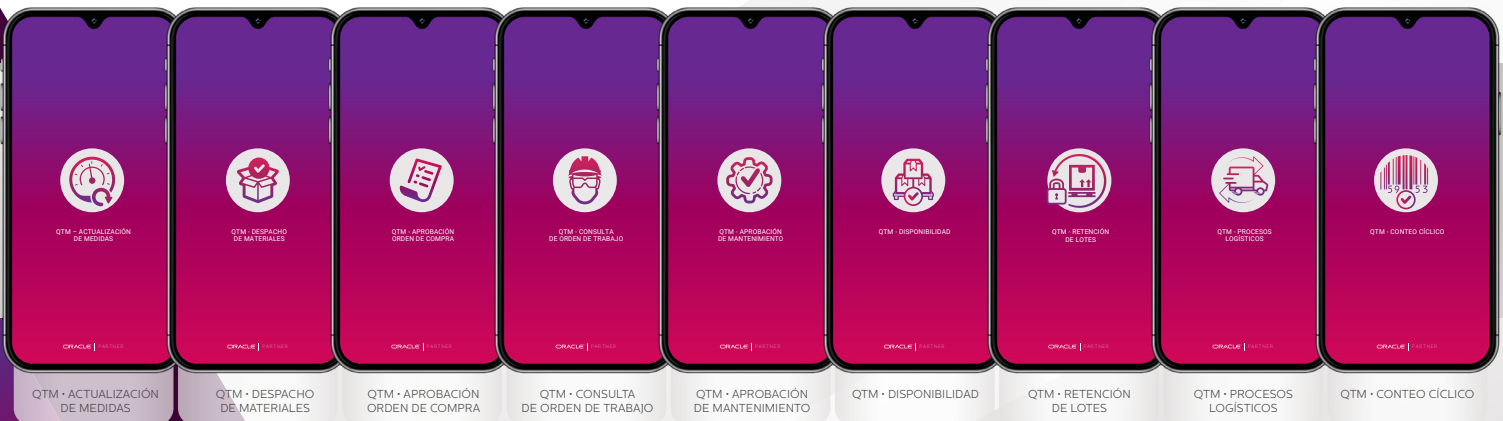 QTM – ACTUALIZACIÓN
DE MEDIDAS
ORACLE | PARTNER
QTM • ACTUALIZACIÓN
DE MEDIDAS
QTM - DESPACHO
DE MATERIALES
ORACLE | PARTNER
QTM • DESPACHO
DE MATERIALES
QTM - APROBACIÓN
ORDEN DE COMPRA
ORACLE | PARTNER
QTM • APROBACIÓN
ORDEN DE COMPRA
QTM - CONSULTA
DE ORDEN DE TRABAJO
ORACLE | PARTNER
QTM • CONSULTA
DE ORDEN DE TRABAJO
QTM - APROBACIÓN
DE MANTENIMIENTO
ORACLE | PARTNER
QTM • APROBACIÓN
DE MANTENIMIENTO
QTM - DISPONIBILIDAD
ORACLE | PARTNER
QTM • DISPONIBILIDAD
QTM - RETENCIÓN
DE LOTES
ORACLE | PARTNER
QTM • RETENCIÓN
DE LOTES
QTM - PROCESOS
LOGÍSTICOS
ORACLE | PARTNER
QTM • PROCESOS
LOGÍSTICOS
59 53
QTM - CONTEO CÍCLICO
ORACLE | PARTNER
QTM • CONTEO CÍCLICO